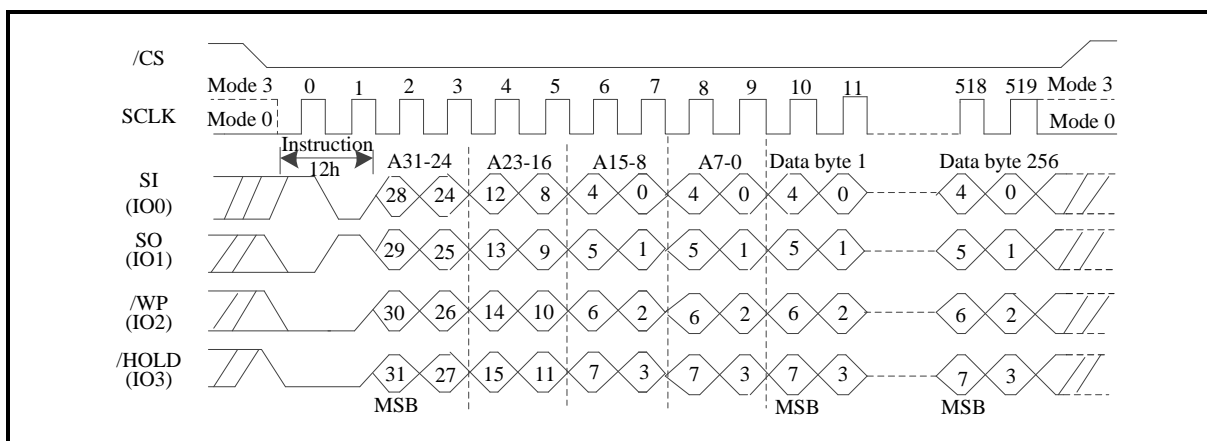 /CS
Mode 3 0 1 2 3 4 5 6 7 8 9 10 11 518 519 Mode 3
SCLK Mode 0 Mode 0
Instruction
12h A31-24 A23-16 A15-8 A7-0 Data byte 1 Data byte 256
SI
(IO0) 28 24 12 8 4 0 4 0 4 0 4 0
SO
(IO1) 29 25 13 9 5 1 5 1 5 1 5 1
/WP
(IO2) 30 26 14 10 6 2 6 2 6 2 6 2
/HOLD
(IO3) 31 27 15 11 7 3 7 3 7 3 7 3
MSB MSB MSB